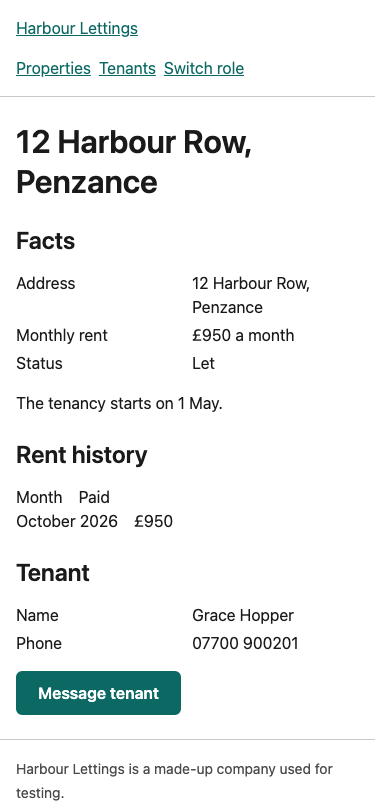 Harbour Lettings
Properties Tenants Switch role
12 Harbour Row,
Penzance
Facts
Address 12 Harbour Row,
Penzance
Monthly rent £950 a month
Status Let
The tenancy starts on 1 May.
Rent history
Month Paid
October 2026 £950
Tenant
Name Grace Hopper
Phone 07700 900201
Message tenant
Harbour Lettings is a made-up company used for
testing.